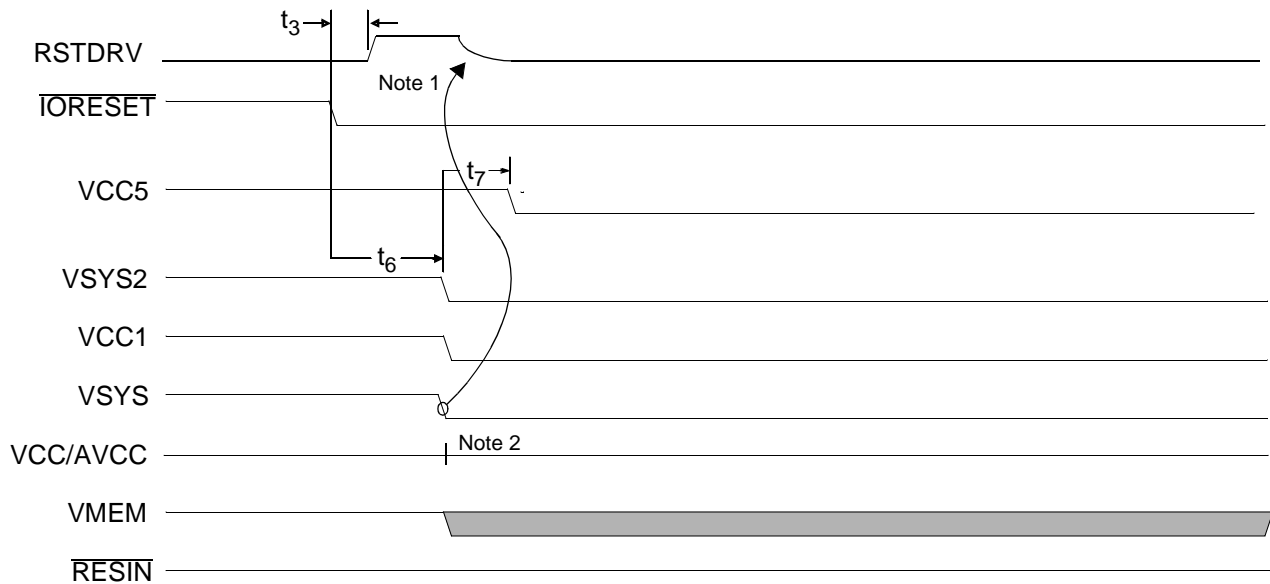 t3
RSTDRV
Note 1
IORESET
t7
VCC5
t6
VSYS2
VCC1
VSYS
Note 2
VCC/AVCC
VMEM
RESIN